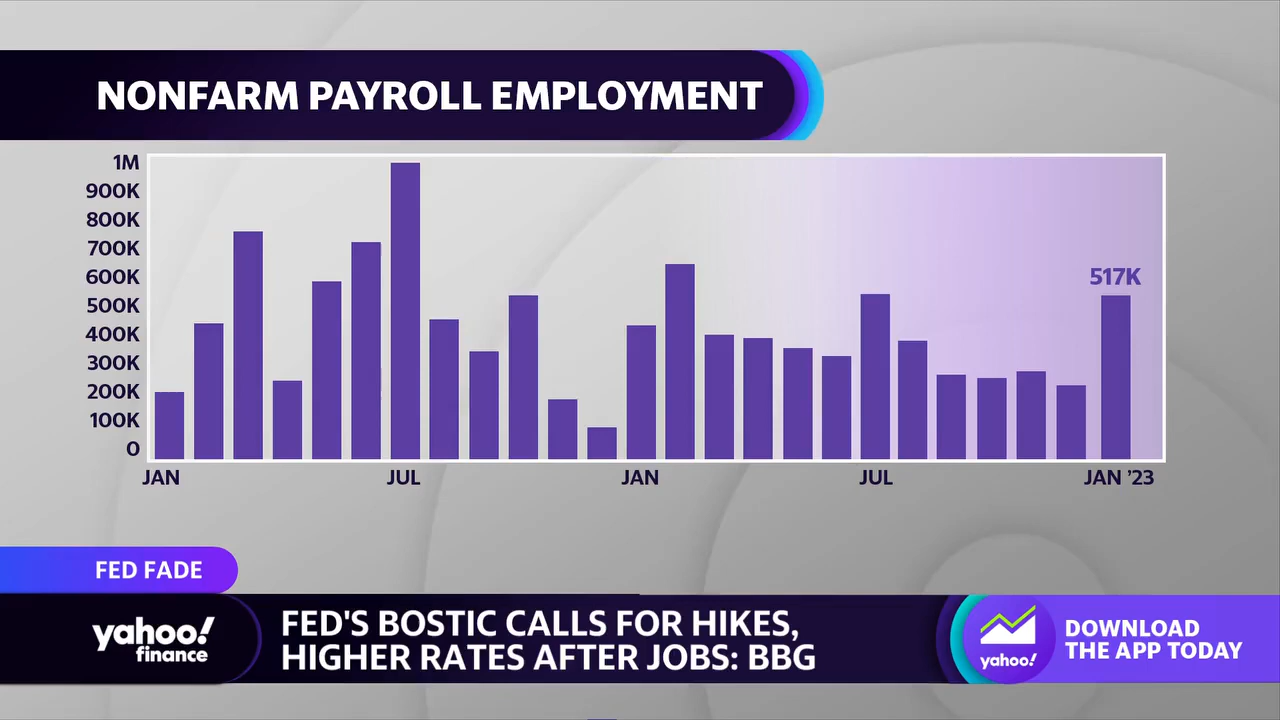 NONFARM PAYROLL EMPLOYMENT
1M
900K
800K
700K
600K
500K
400K
300K
200K
100K
0
517K
JAN
JUL
JAN
JUL
JAN ’23
FED FADE
yahoo!
finance
FED'S BOSTIC CALLS FOR HIKES,
HIGHER RATES AFTER JOBS: BBG
yahoo!
DOWNLOAD
THE APP TODAY